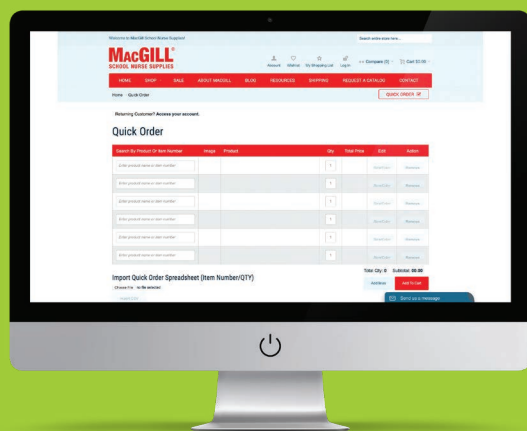 Welcome to MacGill School Nurse Supplies!
Search entire store here...
MACGILL®
SCHOOL NURSE SUPPLIES
Account Wishlist My Shopping List Log In Compare (0) Cart $0.00
HOME SHOP SALE ABOUT MACGILL BLOG RESOURCES SHIPPING REQUEST A CATALOG CONTACT
Home Quick Order
QUICK ORDER
Returning Customer? Access your account.
Quick Order
Search By Product Or Item Number Image Product Qty Total Price Edit Action
Enter product name or item number 1 Remove
Enter product name or item number 1 Remove
Enter product name or item number 1 Remove
Enter product name or item number 1 Remove
Enter product name or item number 1 Remove
Enter product name or item number 1 Remove
Total Qty: 0 Subtotal: $0.00
Import Quick Order Spreadsheet (Item Number/QTY)
Add To Cart
Choose File no file selected
Send us a message